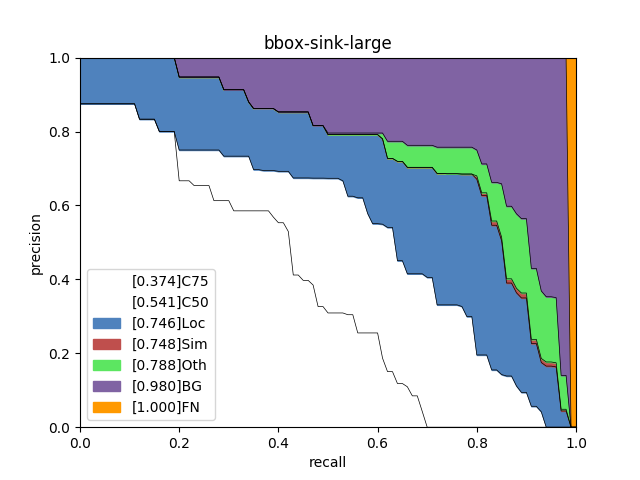 bbox-sink-large
1.0
0.8
0.6
0.4
0.2
0.0
precision
[0.374]C75
[0.541]C50
[0.746]Loc
[0.748]Sim
[0.788]Oth
[0.980]BG
[1.000]FN
0.0 0.2 0.4 0.6 0.8 1.0
recall